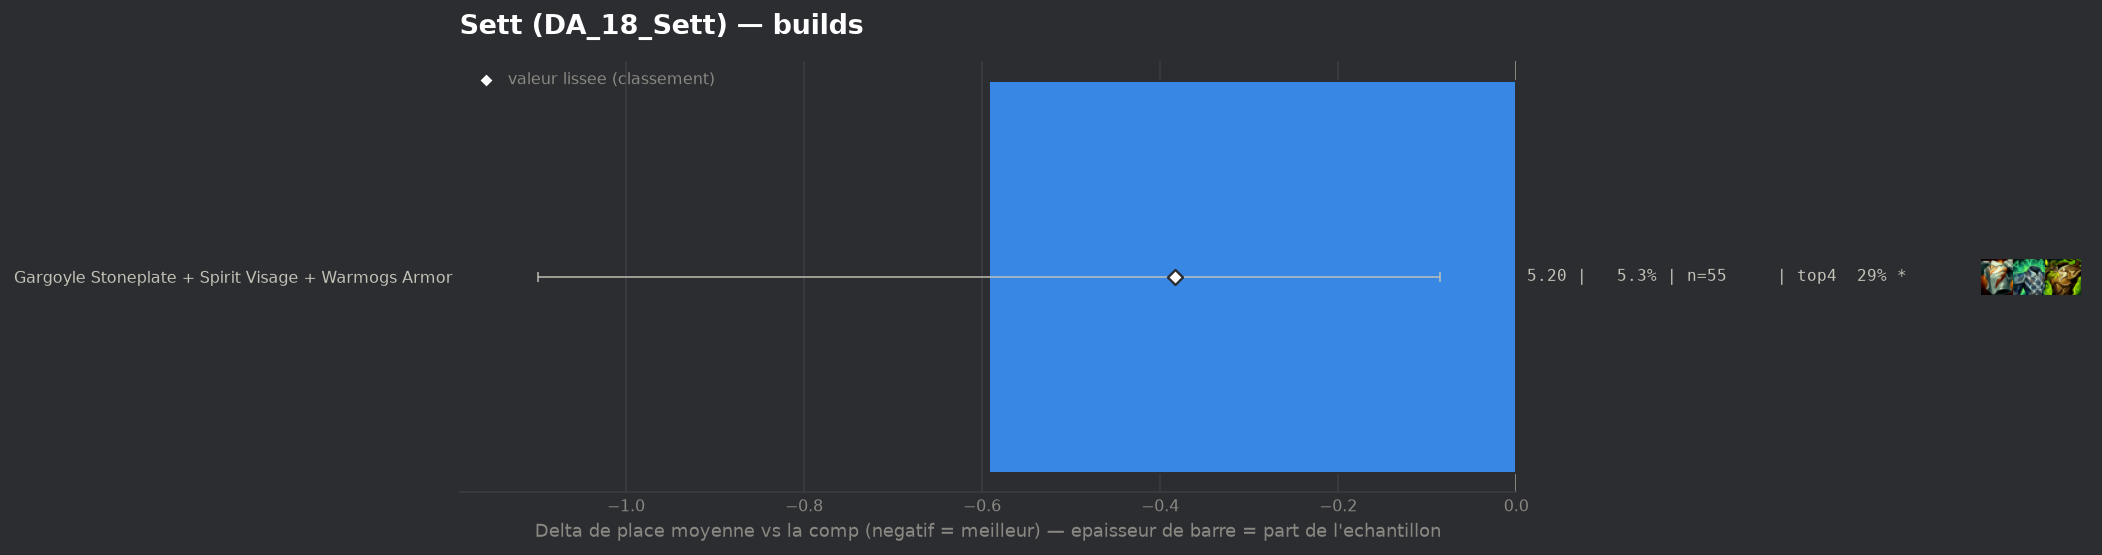 Sett (DA_18_Sett) — builds
◆ valeur lissee (classement)
Gargoyle Stoneplate + Spirit Visage + Warmogs Armor
5.20 | 5.3% | n=55 | top4 29% *
−1.0 −0.8 −0.6 −0.4 −0.2 0.0
Delta de place moyenne vs la comp (negatif = meilleur) — epaisseur de barre = part de l'echantillon